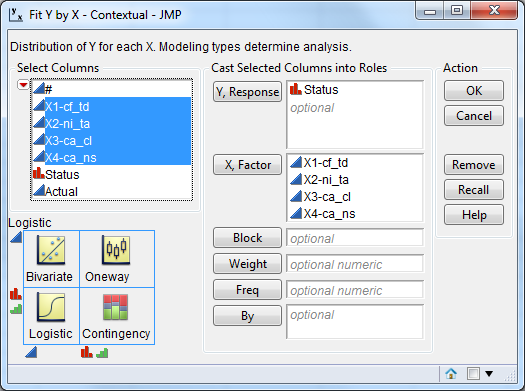 Fit Y by X - Contextual - JMP
Distribution of Y for each X. Modeling types determine analysis.
Select Columns
#
X1-cf_td
X2-ni_ta
X3-ca_cl
X4-ca_ns
Status
Actual
Logistic
Bivariate
Oneway
Logistic
Contingency
Cast Selected Columns into Roles
Y, Response
Status
optional
X, Factor
X1-cf_td
X2-ni_ta
X3-ca_cl
X4-ca_ns
Block
optional
Weight
optional numeric
Freq
optional numeric
By
optional
Action
OK
Cancel
Remove
Recall
Help